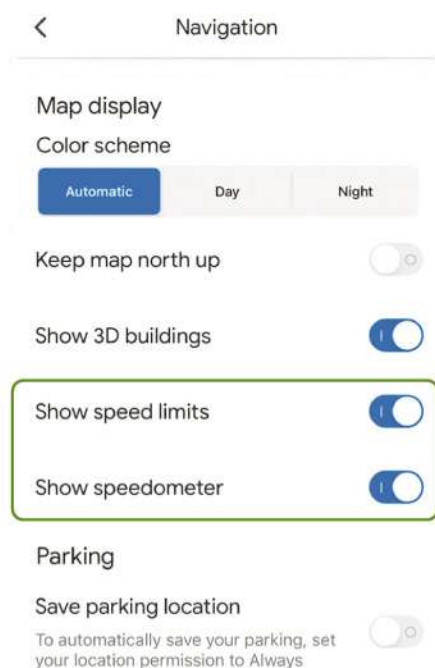 Navigation
Map display
Color scheme
Automatic Day Night
Keep map north up
Show 3D buildings
Show speed limits
Show speedometer
Parking
Save parking location
To automatically save your parking, set
your location permission to Always